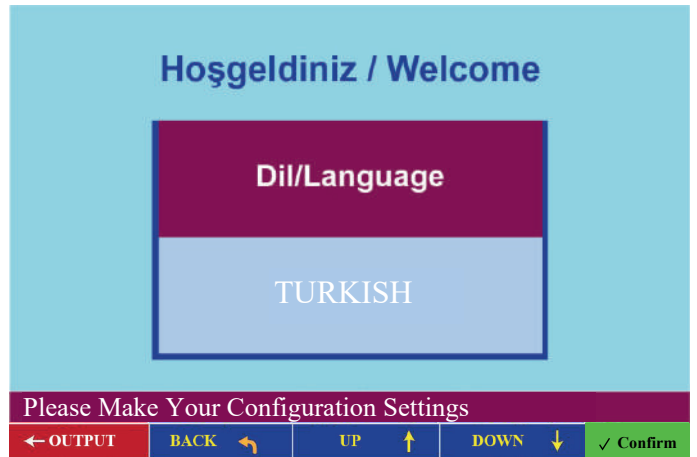 Hoşgeldiniz / Welcome
Dil/Language
TURKISH
Please Make Your Configuration Settings
← OUTPUT BACK UP ↑ DOWN ↓ ✓ Confirm